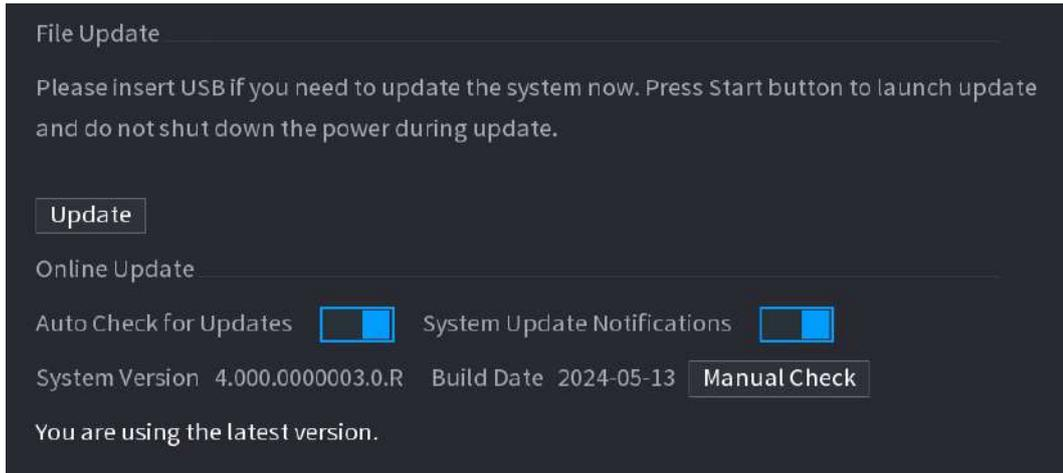 File Update
Please insert USB if you need to update the system now. Press Start button to launch update
and do not shut down the power during update.
Update
Online Update
Auto Check for Updates System Update Notifications
System Version 4.000.0000003.0.R Build Date 2024-05-13 Manual Check
You are using the latest version.